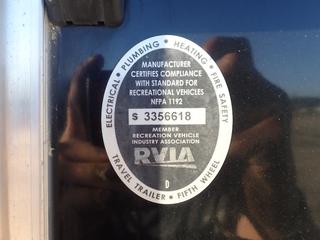 ELECTRICAL • PLUMBING • HEATING • FIRE SAFETY
MANUFACTURER
CERTIFIES COMPLIANCE
WITH STANDARD FOR
RECREATIONAL VEHICLES
NFPA 1192
S 3356618
MEMBER
RECREATION VEHICLE
INDUSTRY ASSOCIATION
RVIA
D
TRAVEL TRAILER • FIFTH WHEEL